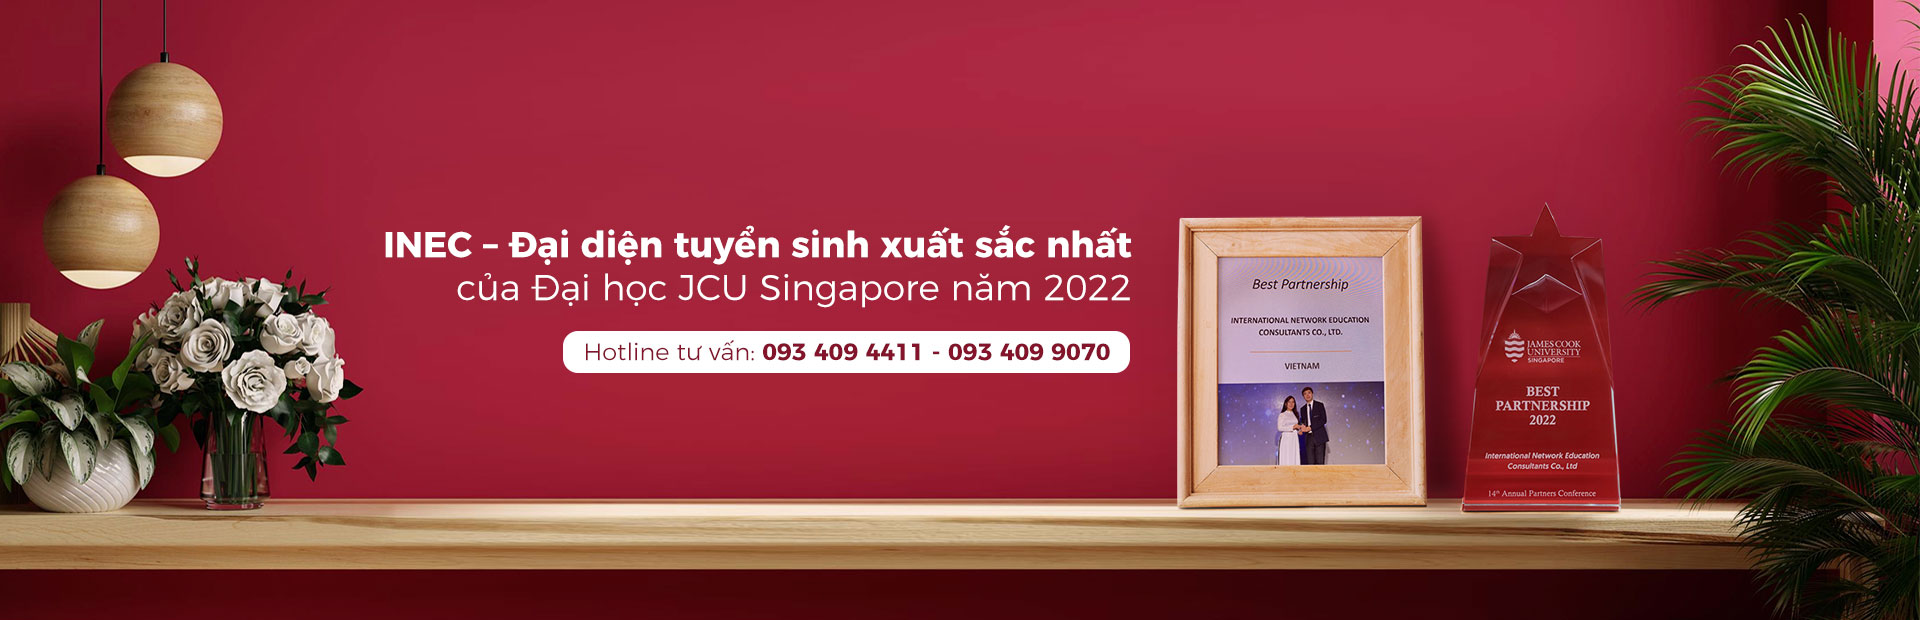 INEC – Đại diện tuyển sinh xuất sắc nhất
của Đại học JCU Singapore năm 2022
Hotline tư vấn: 093 409 4411 - 093 409 9070
Best Partnership
INTERNATIONAL NETWORK EDUCATION
CONSULTANTS CO., LTD.
VIETNAM
JAMES COOK
UNIVERSITY
SINGAPORE
BEST
PARTNERSHIP
2022
International Network Education
Consultants Co., Ltd
14th Annual Partners Conference